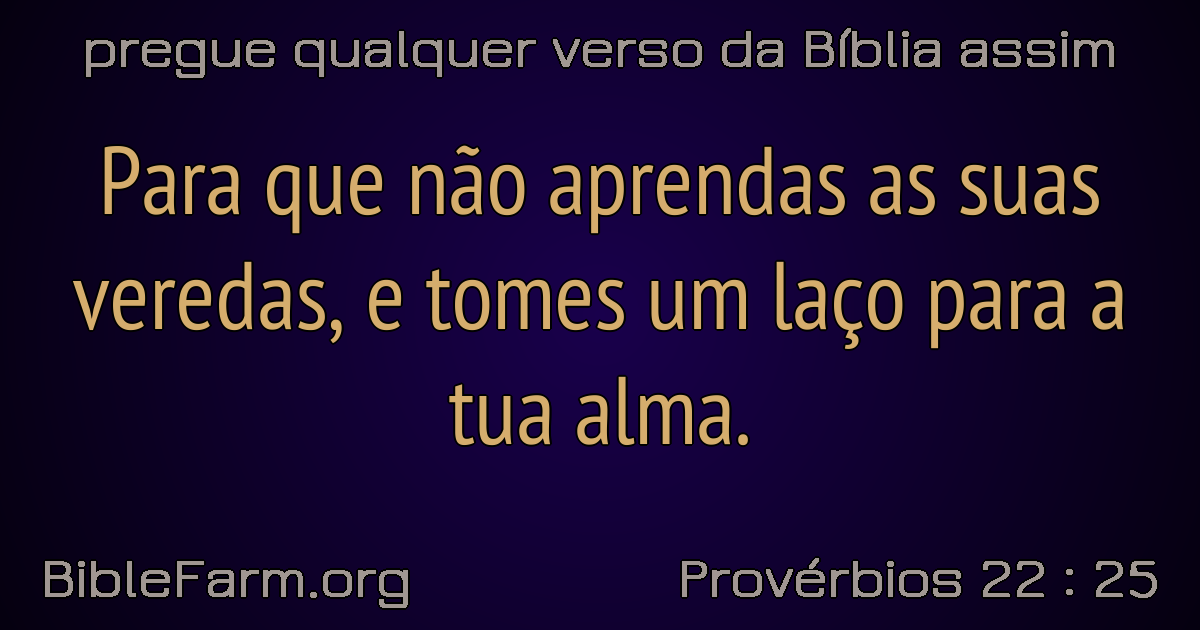 pregue qualquer verso da Bíblia assim
Para que não aprendas as suas
veredas, e tomes um laço para a
tua alma.
BibleFarm.org
Provérbios 22 : 25